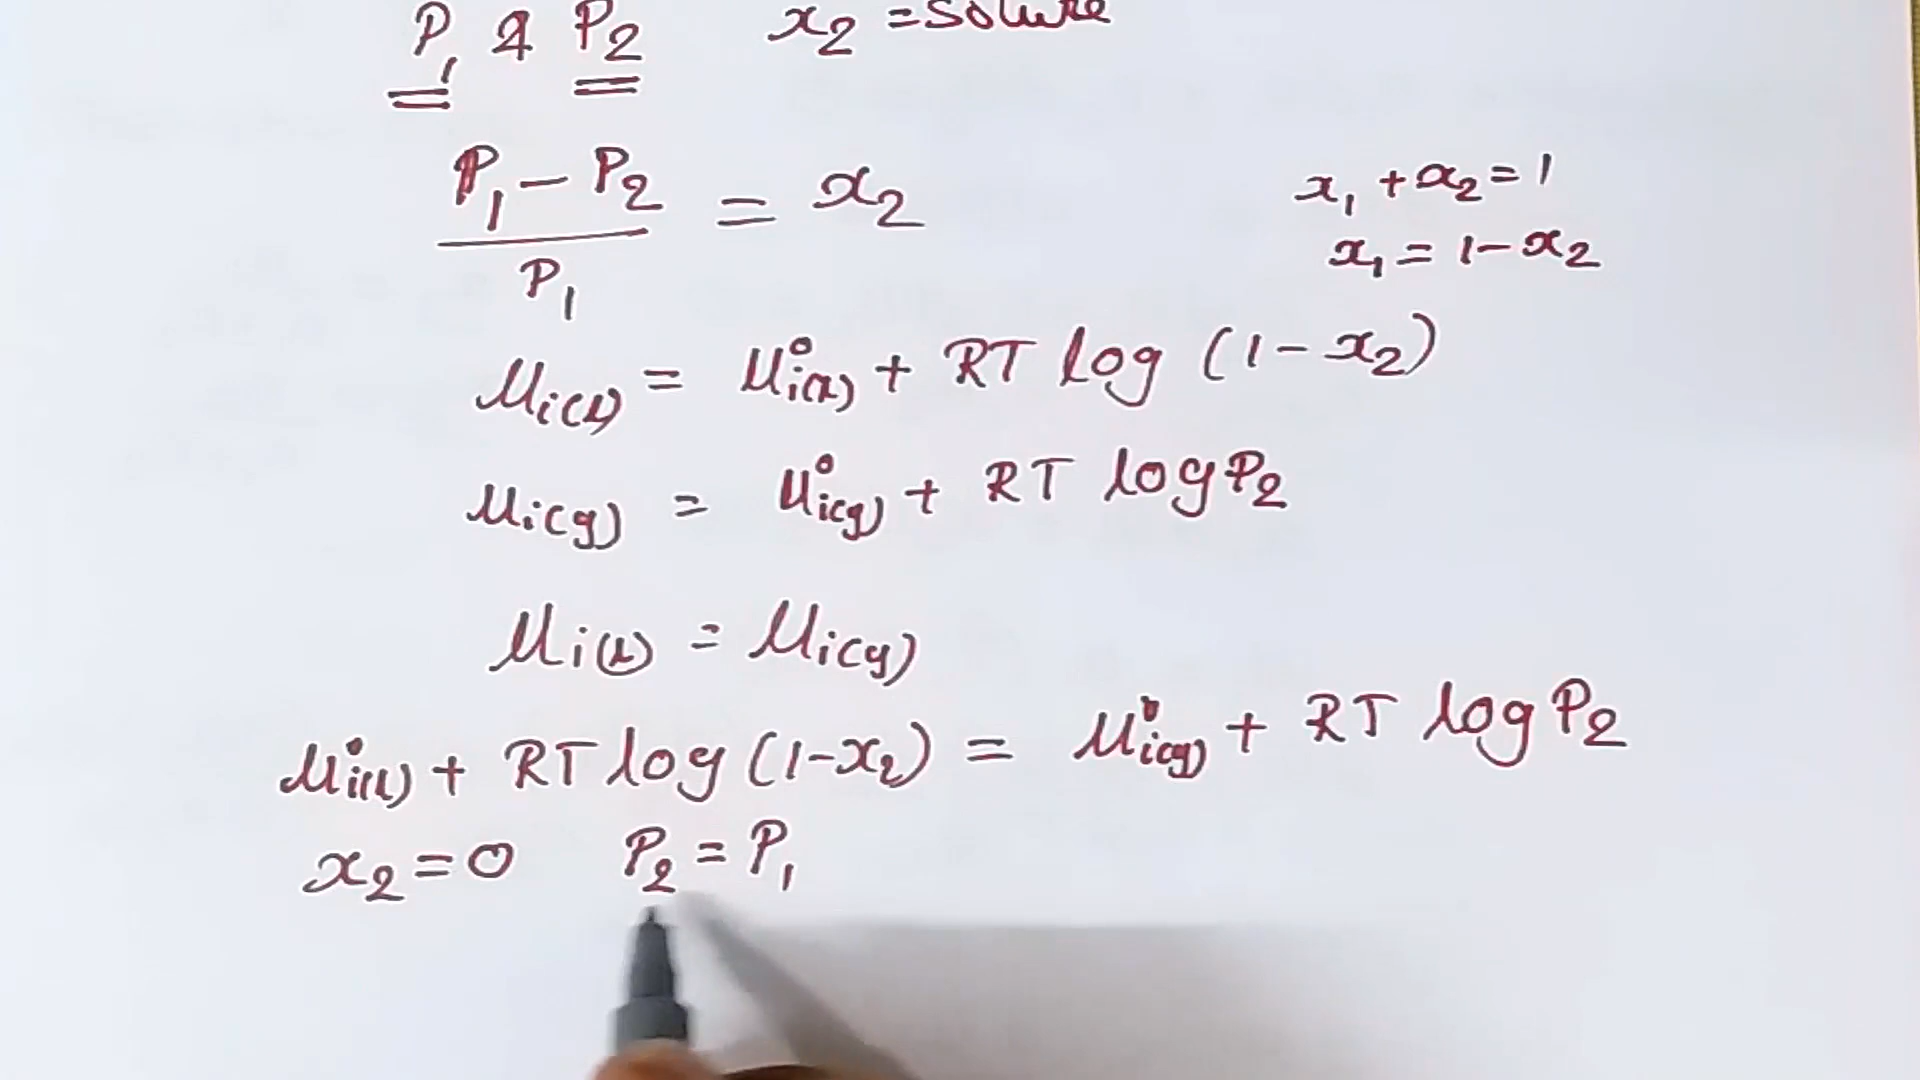 P₁ & P₂ x₂ = Solute
(P₁ - P₂)/P₁ = x₂
x₁ + x₂ = 1
x₁ = 1 - x₂
μi(l) = μ°i(l) + RT log (1 - x₂)
μi(g) = μ°i(g) + RT log P₂
μi(l) = μi(g)
μ°i(l) + RT log (1-x₂) = μ°i(g) + RT log P₂
x₂ = 0 P₂ = P₁